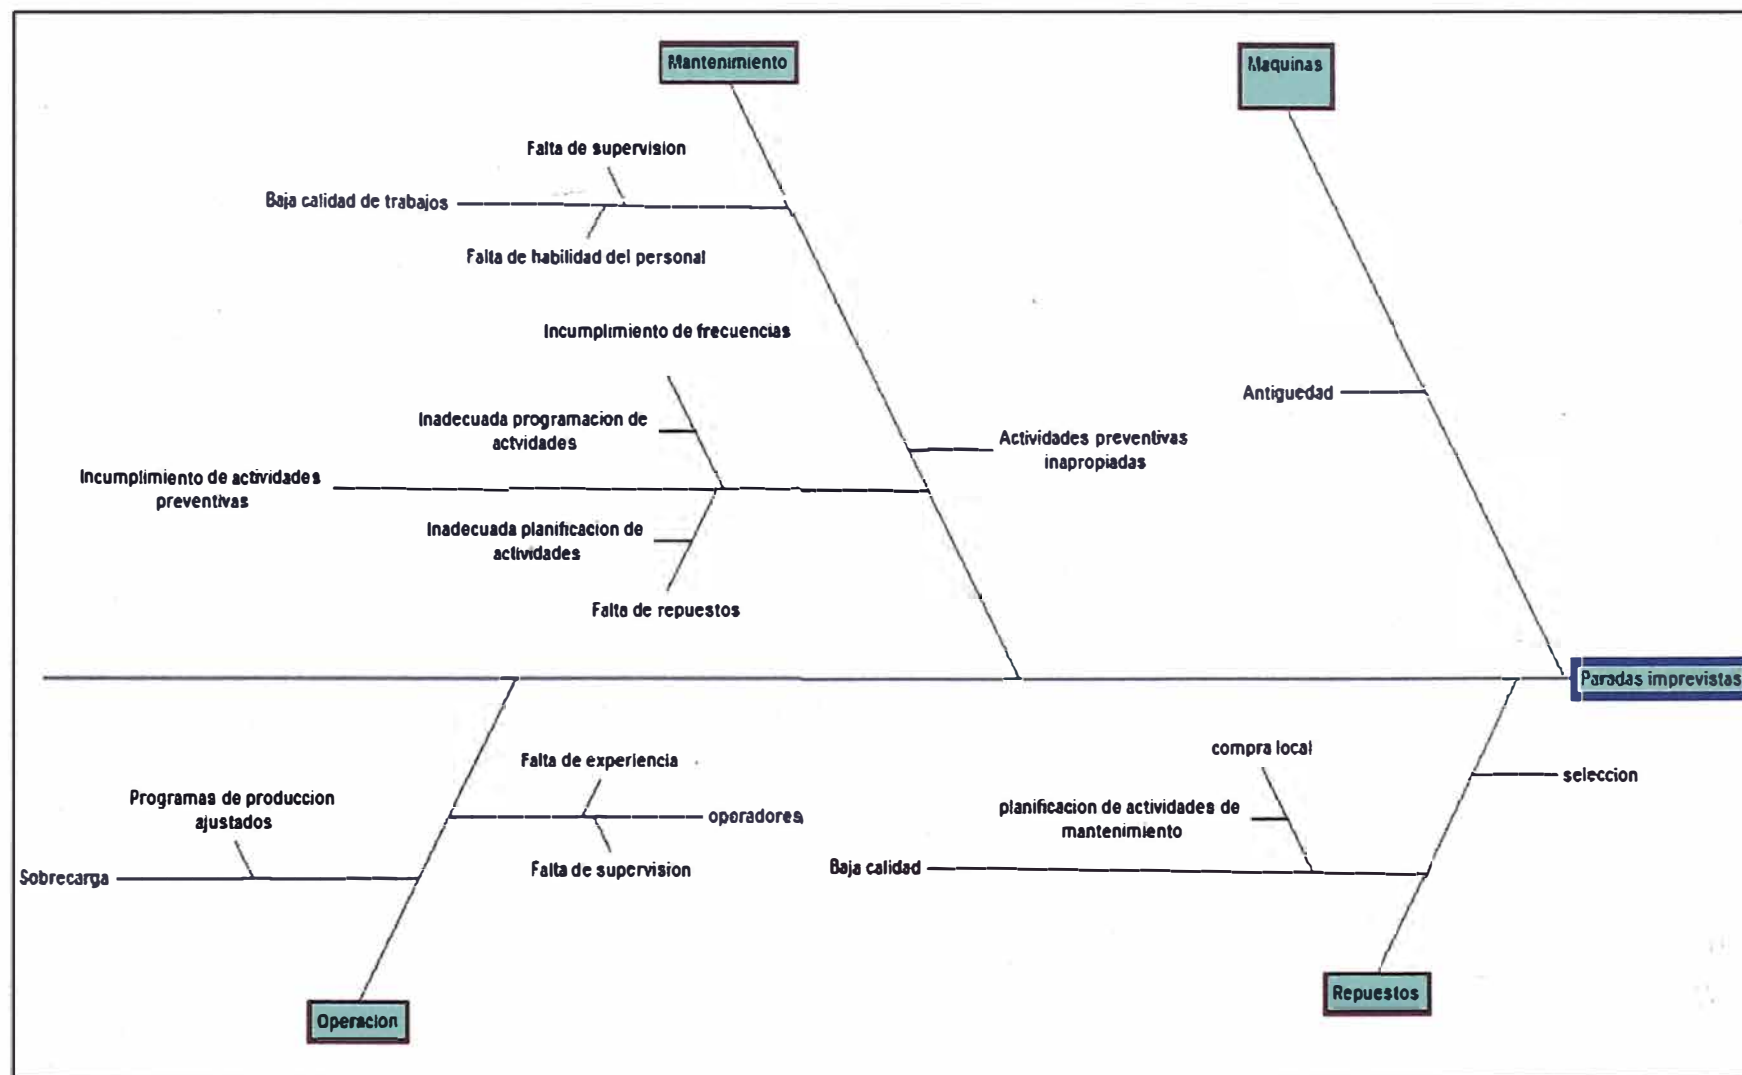 Mantenimiento
Maquinas
Falta de supervision
Baja calidad de trabajos
Falta de habilidad del personal
Incumplimiento de frecuencias
Antiguedad
Inadecuada programacion de
actvidades
Actividades preventivas
inapropiadas
Incumplimiento de actividades
preventivas
Inadecuada planificacion de
actividades
Falta de repuestos
Paradas imprevistas
compra local
Falta de experiencia
seleccion
Programas de produccion
ajustados
operadores
planificacion de actividades de
mantenimiento
Falta de supervision
Baja calidad
Sobrecarga
Repuestos
Operacion